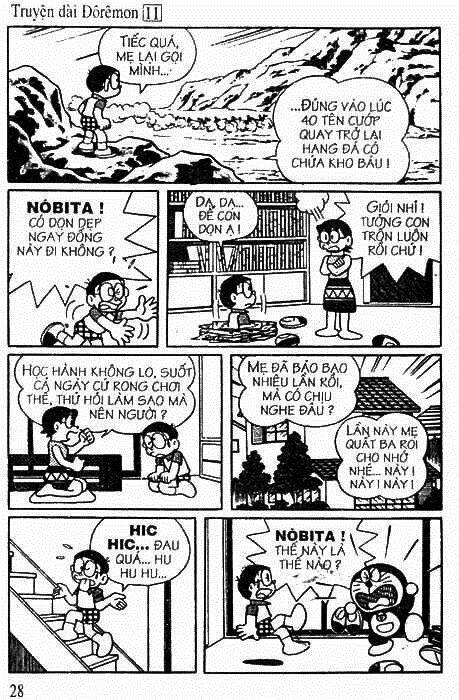 Truyện dài Đôrêmon 11
TIẾC QUÁ,
MẸ LẠI GỌI
MÌNH...
...ĐÚNG VÀO LÚC
40 TÊN CƯỚP
QUAY TRỞ LẠI
HANG ĐÁ CÓ
CHỨA KHO BÁU !
NÔBITA !
CÓ DỌN DẸP
NGAY ĐỐNG
NÀY ĐI KHÔNG ?
DẠ, DẠ...
ĐỂ CON
DỌN Ạ !
GIỎI NHỈ !
TƯỞNG CON
TRỐN LUÔN
RỒI CHỨ !
HỌC HÀNH KHÔNG LO, SUỐT
CẢ NGÀY CỨ RONG CHƠI
THẾ, THỬ HỎI LÀM SAO MÀ
NÊN NGƯỜI ?
MẸ ĐÃ BẢO BAO
NHIÊU LẦN RỒI,
MÀ CÓ CHỊU
NGHE ĐÂU ?
LẦN NÀY MẸ
QUẤT BA ROI
CHO NHỚ
NHÉ... NÀY !
NÀY ! NÀY !
HIC
HIC... ĐAU
QUÁ... HU
HU HU...
NÔBITA !
THẾ NÀY LÀ
THẾ NÀO ?
28